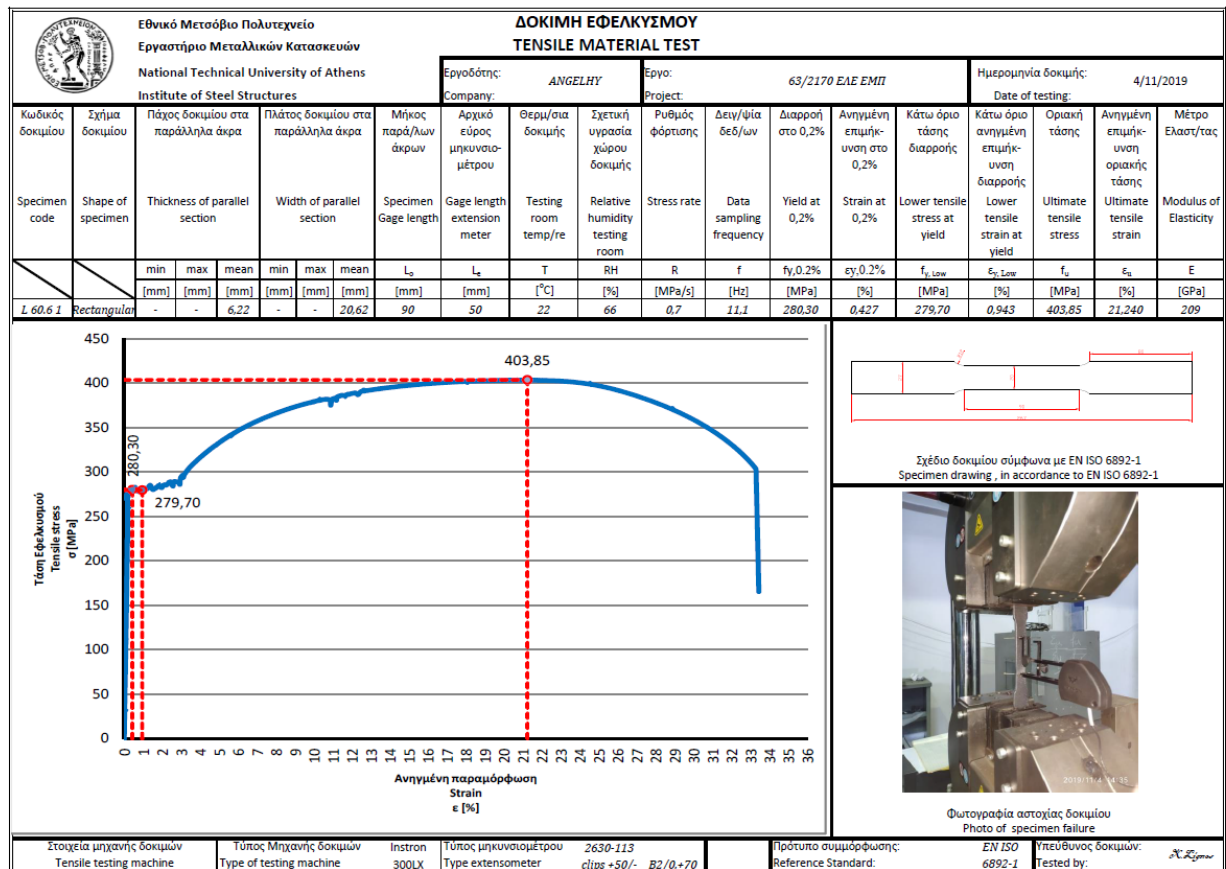 Εθνικό Μετσόβιο Πολυτεχνείο
Εργαστήριο Μεταλλικών Κατασκευών
National Technical University of Athens
Institute of Steel Structures
ΔΟΚΙΜΗ ΕΦΕΛΚΥΣΜΟΥ
TENSILE MATERIAL TEST
Εργοδότης:
Company:
ANGELHY
Έργο:
Project:
63/2170 ΕΛΕ ΕΜΠ
Ημερομηνία δοκιμής:
Date of testing:
4/11/2019
Κωδικός δοκιμίου
Σχήμα δοκιμίου
Πάχος δοκιμίου στα παράλληλα άκρα
Πλάτος δοκιμίου στα παράλληλα άκρα
Μήκος παρά/λων άκρων
Αρχικό εύρος μηκυνσιο-μέτρου
Θερμ/σια δοκιμής
Σχετική υγρασία χώρου δοκιμής
Ρυθμός φόρτισης
Δειγ/ψία δεδ/ων
Διαρροή στο 0,2%
Ανηγμένη επιμήκ-υνση στο 0,2%
Κάτω όριο τάσης διαρροής
Κάτω όριο ανηγμένη επιμήκ-υνση διαρροής
Οριακή τάσης
Ανηγμένη επιμήκ-υνση οριακής τάσης
Μέτρο Ελαστ/τας
Specimen code
Shape of specimen
Thickness of parallel section
Width of parallel section
Specimen Gage length
Gage length extension meter
Testing room temp/re
Relative humidity testing room
Stress rate
Data sampling frequency
Yield at 0,2%
Strain at 0,2%
Lower tensile stress at yield
Lower tensile strain at yield
Ultimate tensile stress
Ultimate tensile strain
Modulus of Elasticity
min max mean min max mean L₀ Lₑ T RH R f fy,0.2% εy,0.2% fy, Low εy, Low fu εu E
[mm] [mm] [mm] [mm] [mm] [mm] [mm] [mm] [°C] [%] [MPa/s] [Hz] [MPa] [%] [MPa] [%] [MPa] [%] [GPa]
L 60.6 1 Rectangular - - 6,22 - - 20,62 90 50 22 66 0,7 11,1 280,30 0,427 279,70 0,943 403,85 21,240 209
450
400
350
300
250
200
150
100
50
0
403,85
280,30
279,70
Τάση Εφελκυσμού
Tensile stress
σ [MPa]
0 1 2 3 4 5 6 7 8 9 10 11 12 13 14 15 16 17 18 19 20 21 22 23 24 25 26 27 28 29 30 31 32 33 34 35 36
Ανηγμένη παραμόρφωση
Strain
ε [%]
Σχέδιο δοκιμίου σύμφωνα με EN ISO 6892-1
Specimen drawing , in accordance to EN ISO 6892-1
2019/11/4 14:35
Φωτογραφία αστοχίας δοκιμίου
Photo of specimen failure
Στοιχεία μηχανής δοκιμών
Tensile testing machine
Τύπος Μηχανής δοκιμών
Type of testing machine
Instron
300LX
Τύπος μηκυνσιομέτρου
Type extensometer
2630-113
clips +50/- B2/0.+70
Πρότυπο συμμόρφωσης:
Reference Standard:
EN ISO
6892-1
Υπεύθυνος δοκιμών:
Tested by: